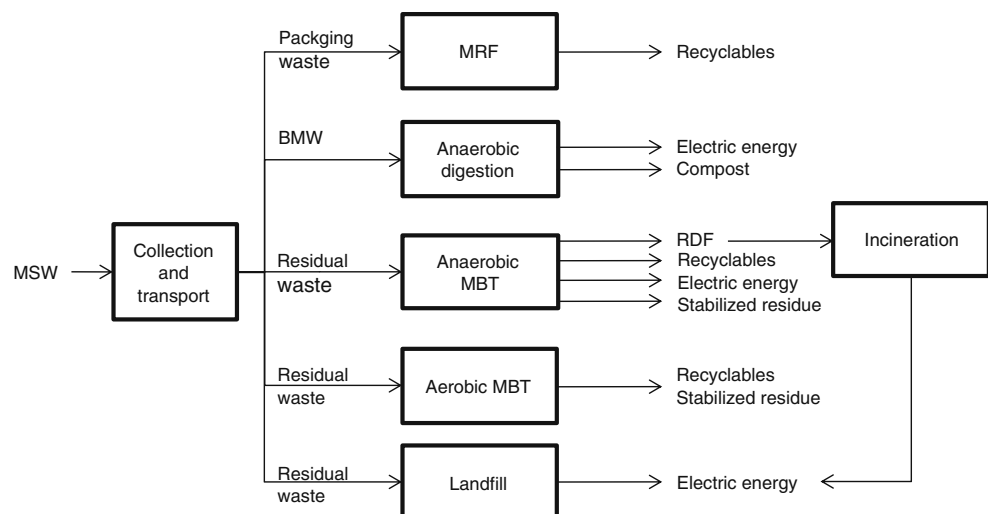 Packging
waste
MRF
Recyclables
BMW
Anaerobic
digestion
Electric energy
Compost
MSW
Collection
and
transport
Residual
waste
Anaerobic
MBT
RDF
Recyclables
Electric energy
Stabilized residue
Incineration
Residual
waste
Aerobic MBT
Recyclables
Stabilized residue
Residual
waste
Landfill
Electric energy